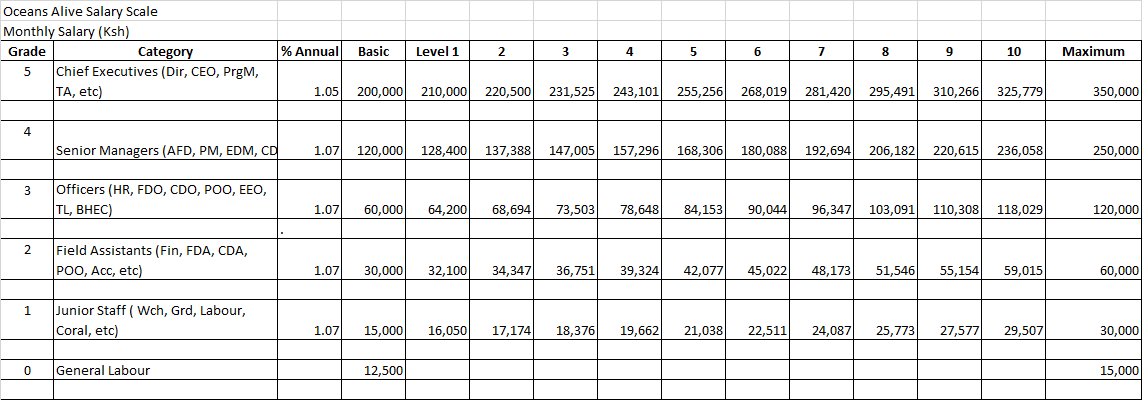 Oceans Alive Salary Scale
Monthly Salary (Ksh)
Grade Category % Annual Basic Level 1 2 3 4 5 6 7 8 9 10 Maximum
5 Chief Executives (Dir, CEO, PrgM,
TA, etc) 1.05 200,000 210,000 220,500 231,525 243,101 255,256 268,019 281,420 295,491 310,266 325,779 350,000
4
Senior Managers (AFD, PM, EDM, CD 1.07 120,000 128,400 137,388 147,005 157,296 168,306 180,088 192,694 206,182 220,615 236,058 250,000
3 Officers (HR, FDO, CDO, POO, EEO,
TL, BHEC) 1.07 60,000 64,200 68,694 73,503 78,648 84,153 90,044 96,347 103,091 110,308 118,029 120,000
.
2 Field Assistants (Fin, FDA, CDA,
POO, Acc, etc) 1.07 30,000 32,100 34,347 36,751 39,324 42,077 45,022 48,173 51,546 55,154 59,015 60,000
1 Junior Staff ( Wch, Grd, Labour,
Coral, etc) 1.07 15,000 16,050 17,174 18,376 19,662 21,038 22,511 24,087 25,773 27,577 29,507 30,000
0 General Labour 12,500 15,000